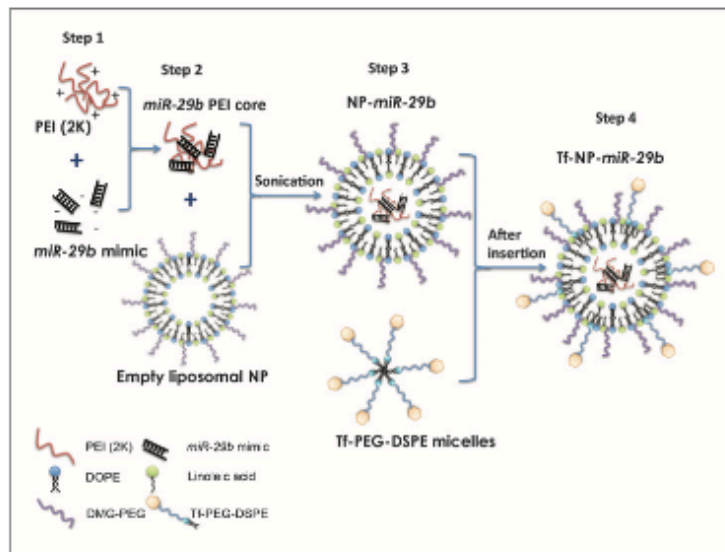 Step 1
Step 2
Step 3
Step 4
PEI (2K)
+
miR-29b mimic
miR-29b PEI core
+
Empty liposomal NP
Sonication
NP-miR-29b
Tf-PEG-DSPE micelles
After
insertion
Tf-NP-miR-29b
PEI (2K)
miR-29b mimic
DOPE
Linoleic acid
DMG-PEG
Tf-PEG-DSPE